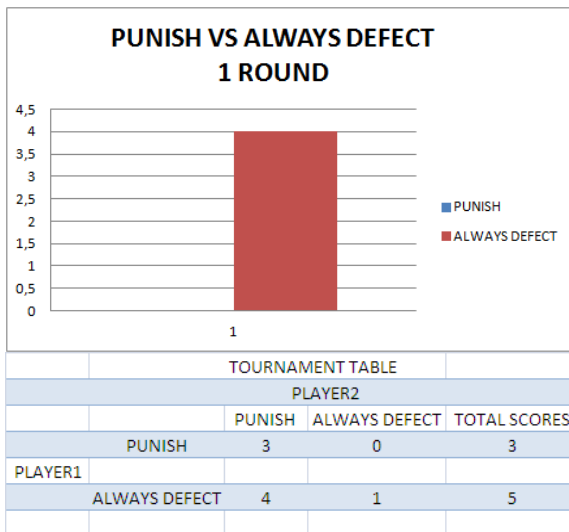 PUNISH VS ALWAYS DEFECT
1 ROUND
4,5
4
3,5
3
2,5
2
1,5
1
0,5
0
1
PUNISH
ALWAYS DEFECT
TOURNAMENT TABLE
PLAYER2
PUNISH ALWAYS DEFECT TOTAL SCORES
PUNISH 3 0 3
PLAYER1
ALWAYS DEFECT 4 1 5